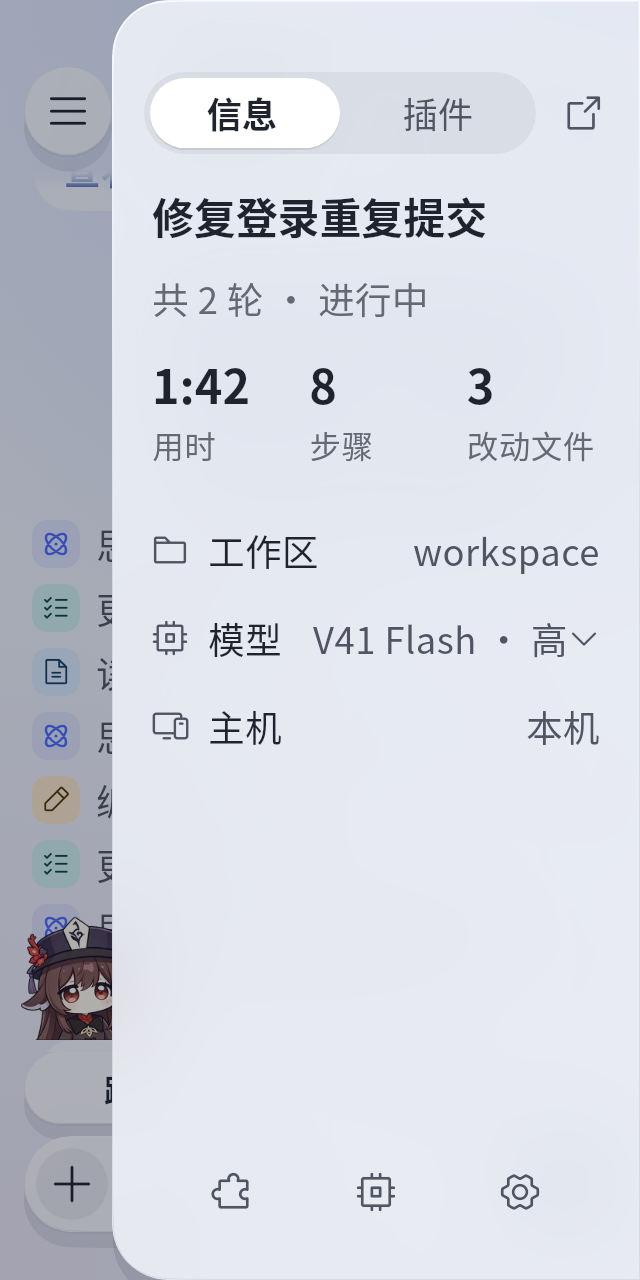 信息 插件
修复登录重复提交
共 2 轮 · 进行中
1:42 8 3
用时 步骤 改动文件
工作区 workspace
模型 V41 Flash · 高
主机 本机